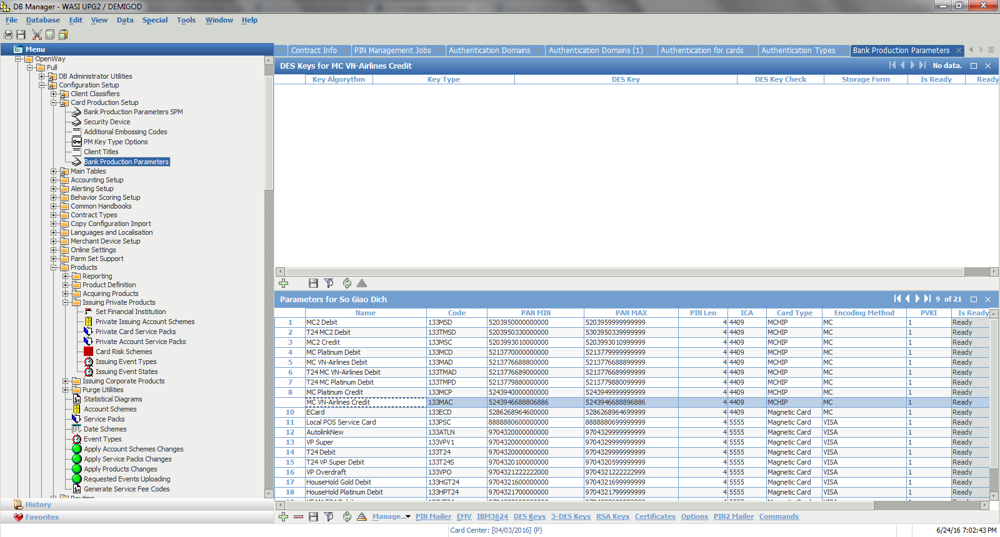 DB Manager - WASI UPG2 / DEMIGOD
File Database Edit View Data Special Tools Window Help
Menu
OpenWay
Full
DB Administrator Utilities
Configuration Setup
Client Classifiers
Card Production Setup
Bank Production Parameters SPM
Security Device
Additional Embossing Codes
PM Key Type Options
Client Titles
Bank Production Parameters
Main Tables
Accounting Setup
Alerting Setup
Behavior Scoring Setup
Common Handbooks
Contract Types
Copy Configuration Import
Languages and Localisation
Merchant Device Setup
Online Settings
Parm Set Support
Products
Reporting
Product Definition
Acquiring Products
Issuing Private Products
Set Financial Institution
Private Issuing Account Schemes
Private Card Service Packs
Private Account Service Packs
Card Risk Schemes
Issuing Event Types
Issuing Event States
Issuing Corporate Products
Purge Utilities
Statistical Diagrams
Account Schemes
Service Packs
Date Schemes
Event Types
Apply Account Schemes Changes
Apply Service Packs Changes
Apply Products Changes
Requested Events Uploading
Generate Service Fee Codes
History
Favorites
Contract Info PIN Management Jobs Authentication Domains Authentication Domains (1) Authentication for cards Authentication Types Bank Production Parameters
DES Keys for MC VN-Airlines Credit No data.
Key Algorythm Key Type DES Key DES Key Check Storage Form Is Ready Ready
Parameters for So Giao Dich 9 of 21
Name Code PAN MIN PAN MAX PIN Len ICA Card Type Encoding Method PVKI Is Ready
1 MC2 Debit 133MSD 5203950000000000 5203959999999999 4 4409 MCHIP MC 1 Ready
2 T24 MC2 Debit 133TMSD 5203950330000000 5303950339999999 4 4409 MCHIP MC 1 Ready
3 MC2 Credit 133MSC 5203993010000000 5203993010999999 4 4409 MCHIP MC 1 Ready
4 MC Platinum Debit 133MCD 5213770000000000 5213779999999999 4 4409 MCHIP MC 1 Ready
5 MC VN-Airlines Debit 133MAD 5213776688800000 5213776688899999 4 4409 MCHIP MC 1 Ready
6 T24 MC VN-Airlines Debit 133TMAD 5213776689000000 5213776689999999 4 4409 MCHIP MC 1 Ready
7 T24 MC Platinum Debit 133TMPD 5213779880000000 5213779880099999 4 4409 MCHIP MC 1 Ready
8 MC Platinum Credit 133MCP 5243940000000000 5243949999999999 4 4409 MCHIP MC 1 Ready
MC VN-Airlines Credit 133MAC 5243946688806886 5243946688896886 4 4409 MCHIP MC 1 Ready
10 ECard 133ECD 5286268964600000 5286268964699999 4 4409 Magnetic Card MC 1 Ready
11 Local POS Service Card 133PSC 8888880600000000 8888880699999999 4 5555 Magnetic Card VISA 1 Ready
12 AutolinkNew 133ATLN 9704320000000000 9704329999999999 4 5555 Magnetic Card VISA 1 Ready
13 VP Super 133VPV1 9704320000000000 9704329999999999 4 5555 Magnetic Card VISA 1 Ready
14 T24 Debit 133T24 9704320000000000 9704329999999999 4 5555 Magnetic Card VISA 1 Ready
15 T24 VP Super Debit 133T24S 9704320100000000 9704320599999999 4 5555 Magnetic Card VISA 1 Ready
16 VP Overdraft 133VPO 9704321222222000 9704321222222999 4 5555 Magnetic Card VISA 1 Ready
17 HouseHold Gold Debit 133HGT24 9704321600000000 9704321699999999 4 5555 Magnetic Card VISA 1 Ready
18 HouseHold Platinum Debit 133HPT24 9704321700000000 9704321799999999 4 5555 Magnetic Card VISA 1 Ready
Manage... PIN Mailer EMV IBM3624 DES Keys 3-DES Keys RSA Keys Certificates Options PIN2 Mailer Commands
Card Center: [04/03/2016] (P) 6/24/16 7:02:43 PM